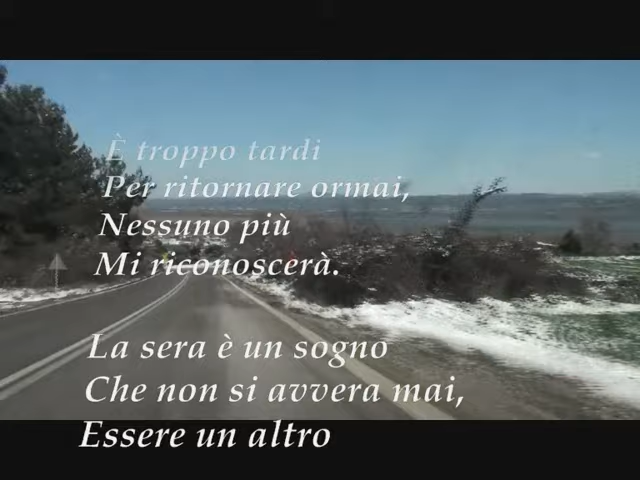 È troppo tardi
Per ritornare ormai,
Nessuno più
Mi riconoscerà.
La sera è un sogno
Che non si avvera mai,
Essere un altro